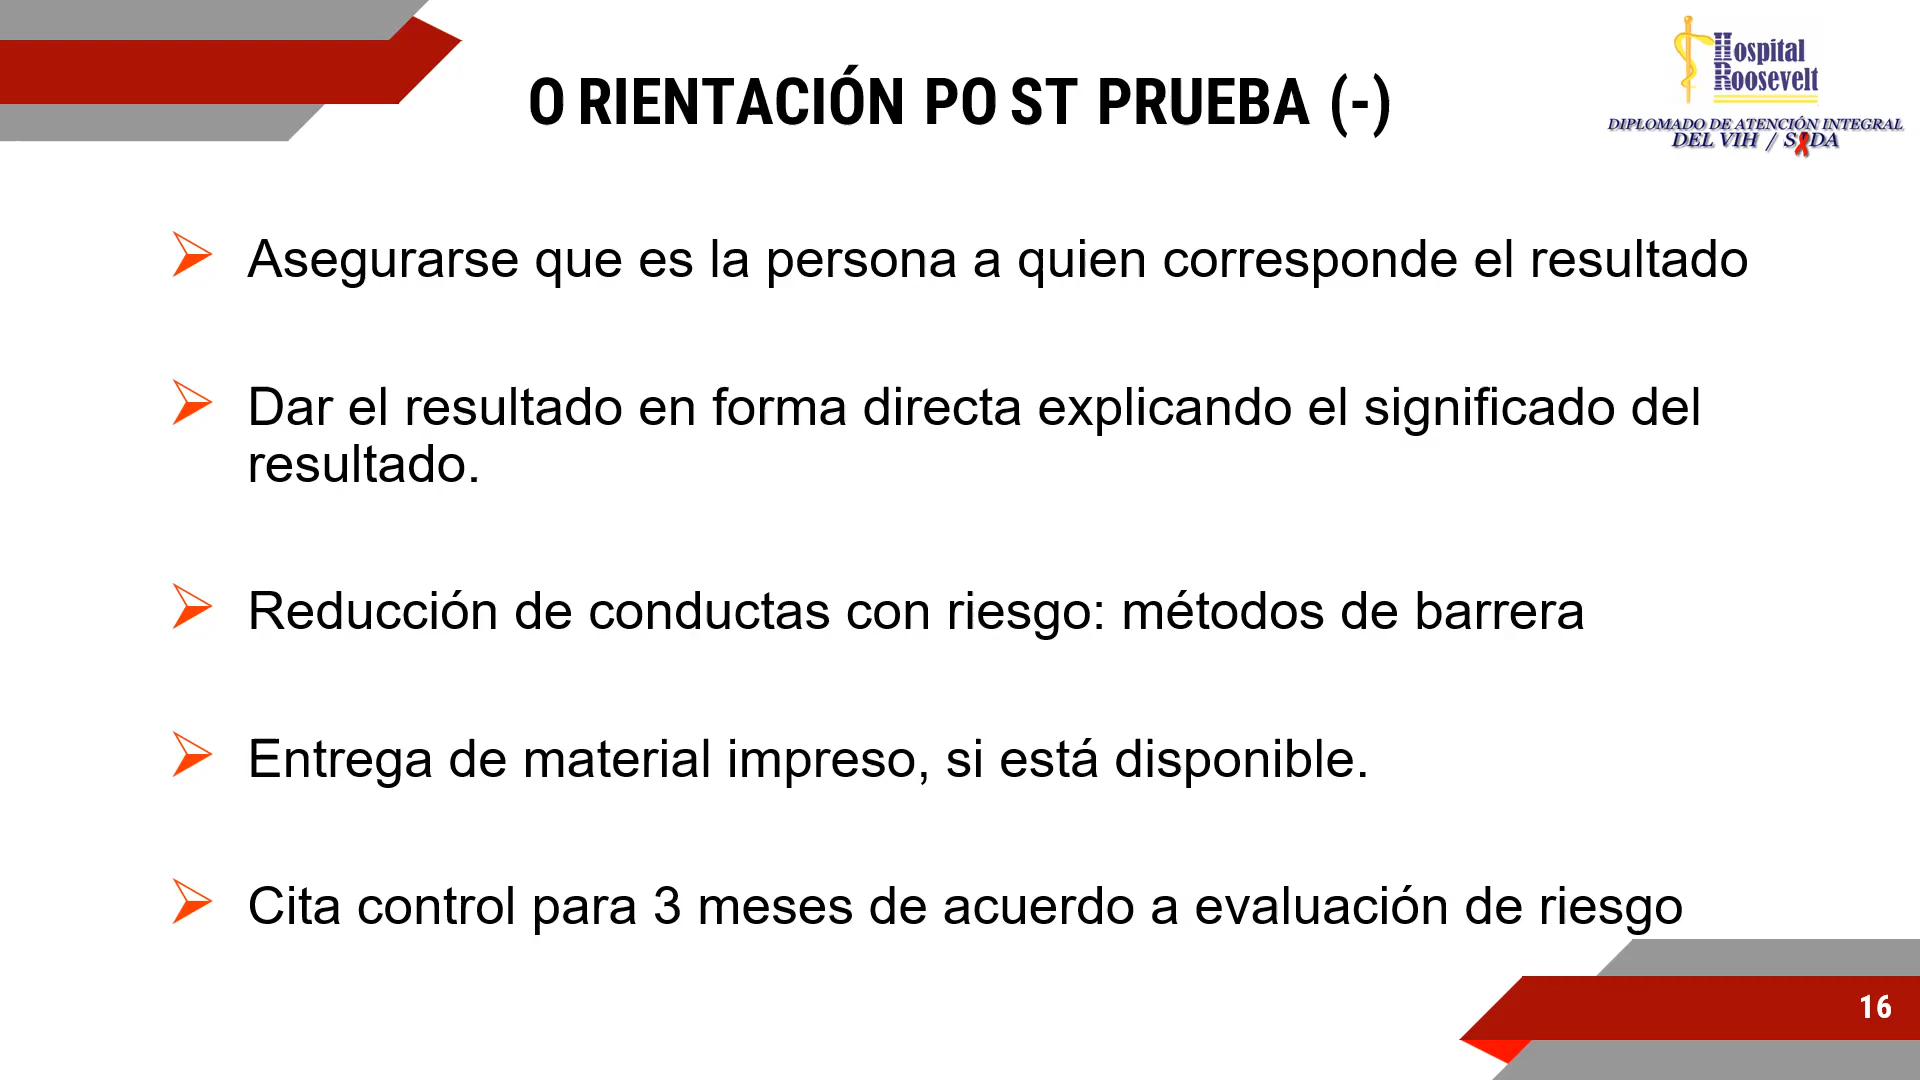 O RIENTACIÓN PO ST PRUEBA (-)
Hospital
Roosevelt
DIPLOMADO DE ATENCIÓN INTEGRAL
DEL VIH / SIDA
Asegurarse que es la persona a quien corresponde el resultado
Dar el resultado en forma directa explicando el significado del
resultado.
Reducción de conductas con riesgo: métodos de barrera
Entrega de material impreso, si está disponible.
Cita control para 3 meses de acuerdo a evaluación de riesgo
16